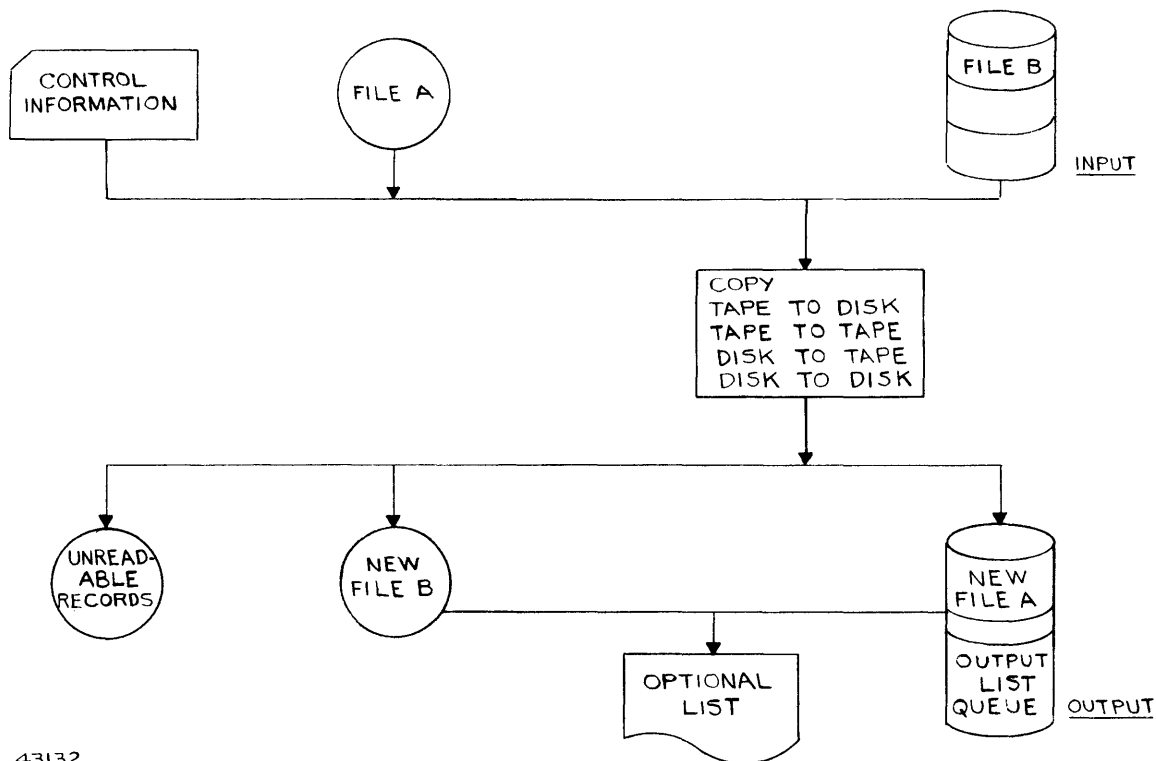 CONTROL
INFORMATION
FILE A
FILE B
INPUT
COPY
TAPE TO DISK
TAPE TO TAPE
DISK TO TAPE
DISK TO DISK
UNREAD-
ABLE
RECORDS
NEW
FILE B
NEW
FILE A
OPTIONAL
LIST
OUTPUT
LIST
QUEUE
OUTPUT
43132